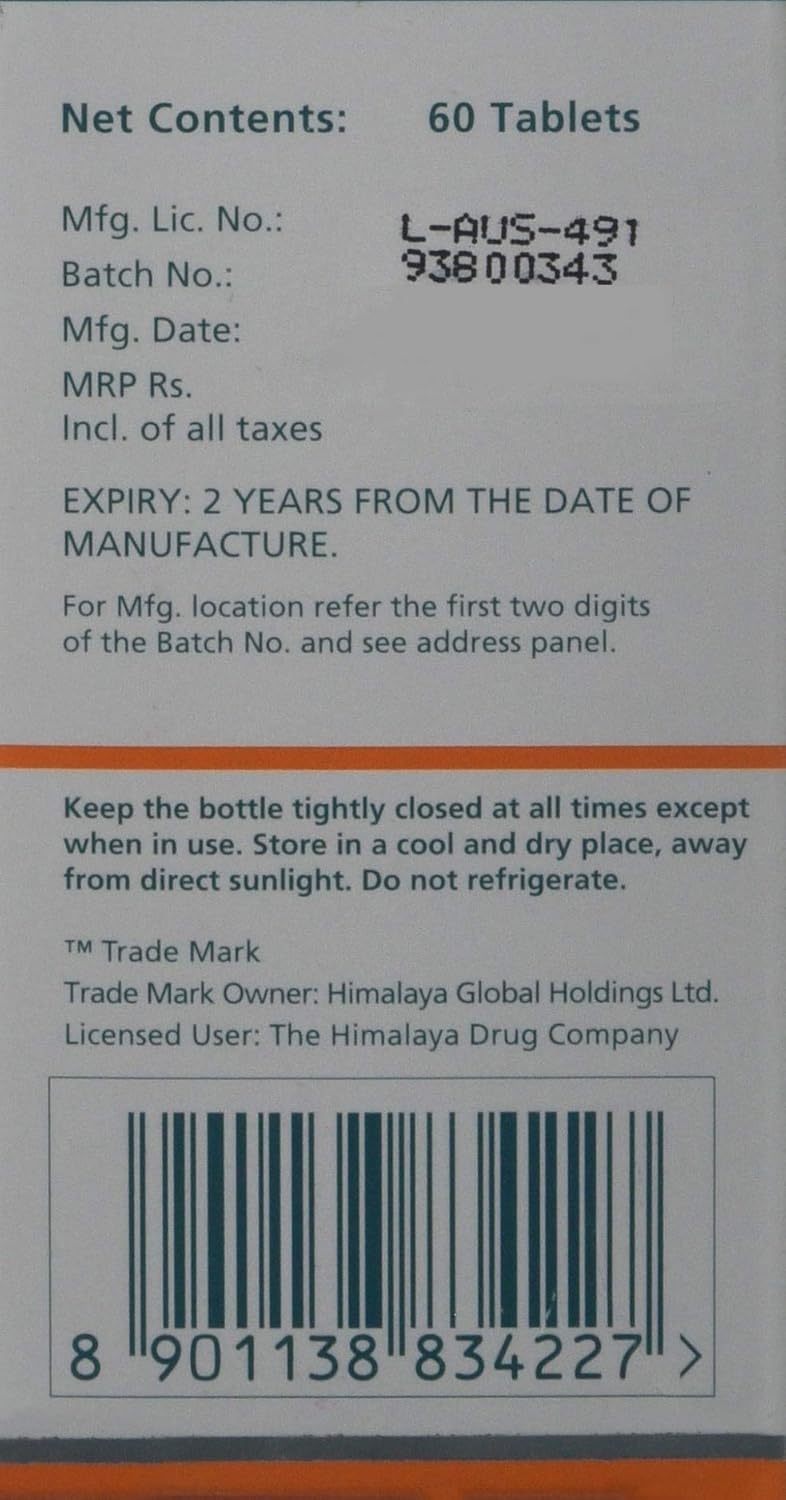 Net Contents: 60 Tablets
Mfg. Lic. No.: L-AUS-491
Batch No.: 93800343
Mfg. Date:
MRP Rs.
Incl. of all taxes
EXPIRY: 2 YEARS FROM THE DATE OF
MANUFACTURE.
For Mfg. location refer the first two digits
of the Batch No. and see address panel.
Keep the bottle tightly closed at all times except
when in use. Store in a cool and dry place, away
from direct sunlight. Do not refrigerate.
™ Trade Mark
Trade Mark Owner: Himalaya Global Holdings Ltd.
Licensed User: The Himalaya Drug Company
8 901138 834227 >